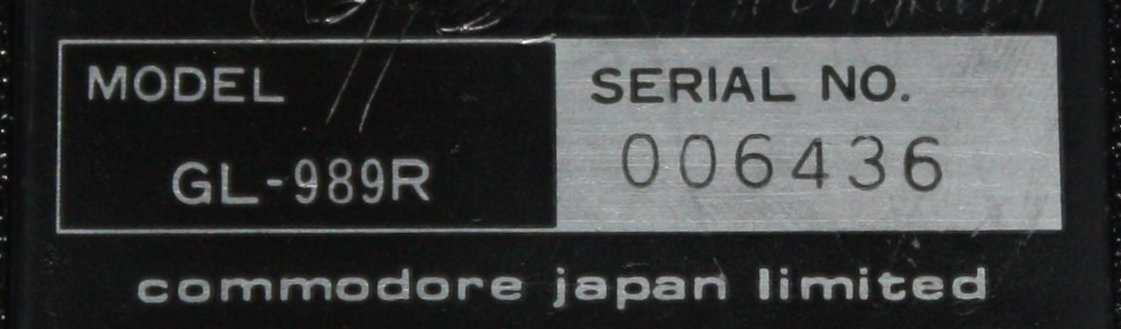 MODEL
GL-989R
SERIAL NO.
006436
commodore japan limited